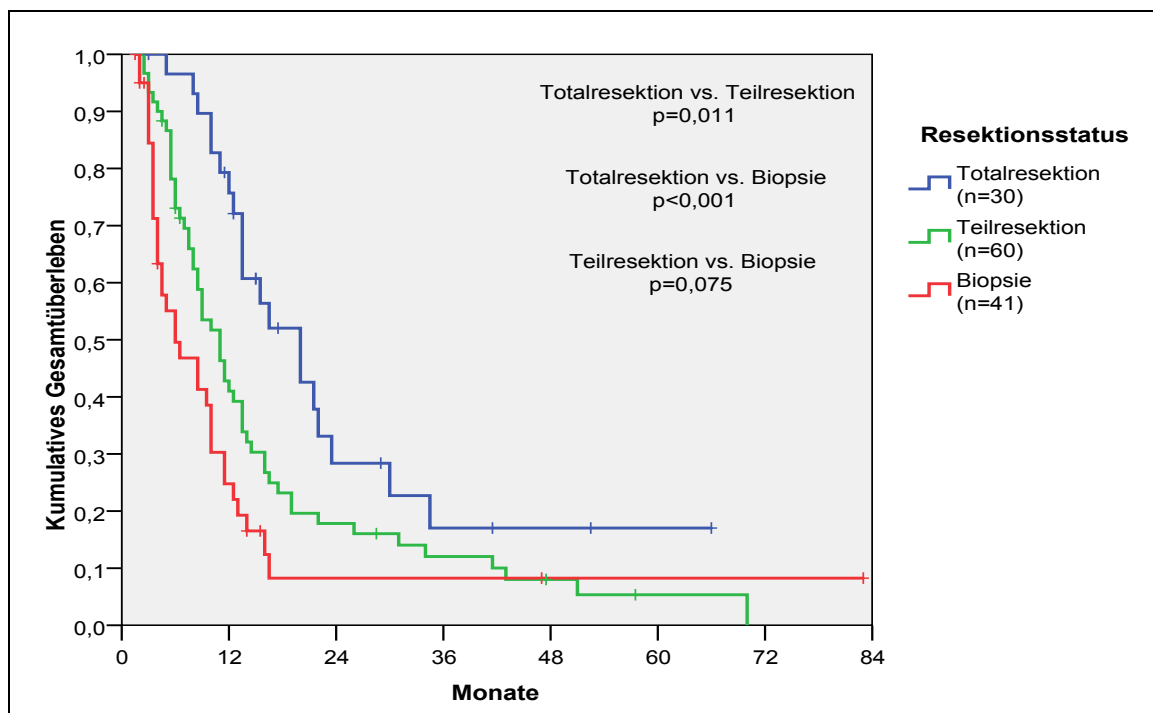 1,0
0,9
0,8
0,7
0,6
0,5
0,4
0,3
0,2
0,1
0,0
Kumulatives Gesamtüberleben
0 12 24 36 48 60 72 84
Monate
Totalresektion vs. Teilresektion
p=0,011
Totalresektion vs. Biopsie
p<0,001
Teilresektion vs. Biopsie
p=0,075
Resektionsstatus
Totalresektion
(n=30)
Teilresektion
(n=60)
Biopsie
(n=41)